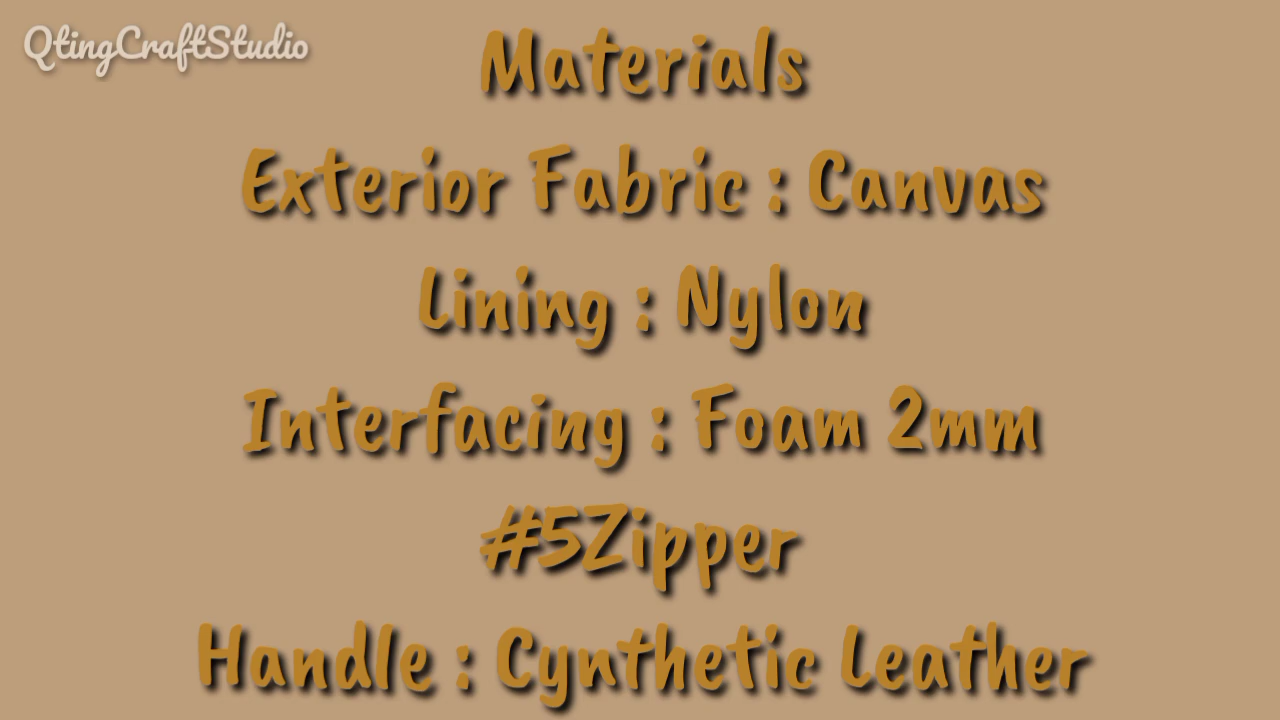 QtingCraftStudio
Materials
Exterior Fabric : Canvas
Lining : Nylon
Interfacing : Foam 2mm
#5Zipper
Handle : Cynthetic Leather